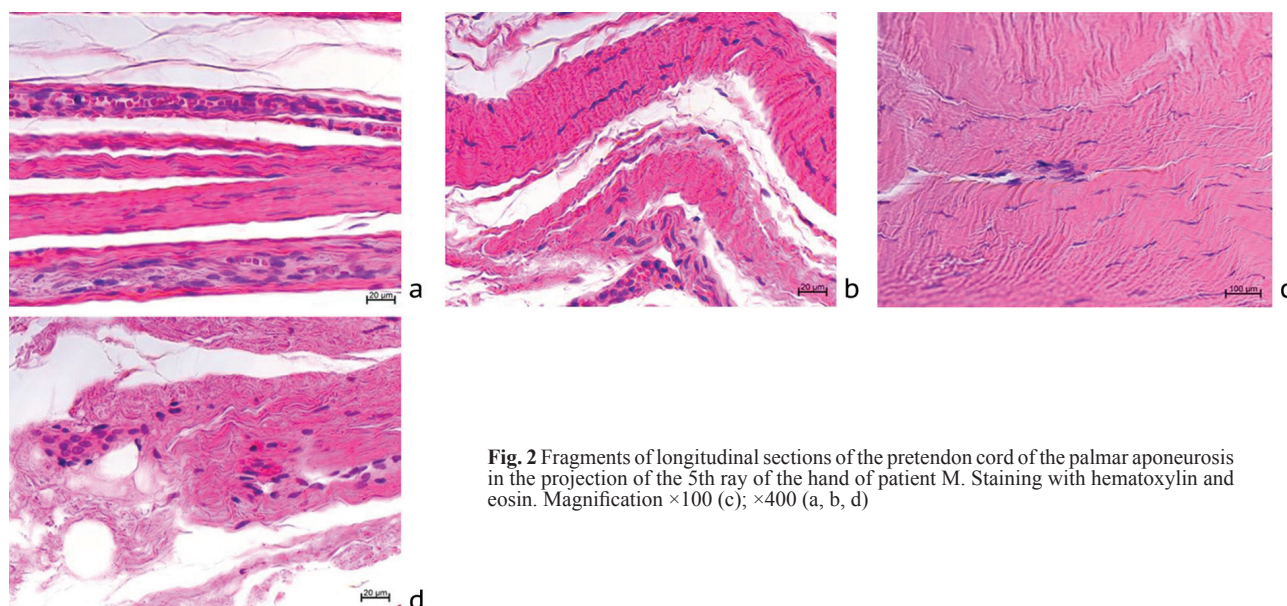 20 µm
a
20 µm
b
100 µm
c
20 µm
d
Fig. 2 Fragments of longitudinal sections of the pretendon cord of the palmar aponeurosis
in the projection of the 5th ray of the hand of patient M. Staining with hematoxylin and
eosin. Magnification ×100 (c); ×400 (a, b, d)